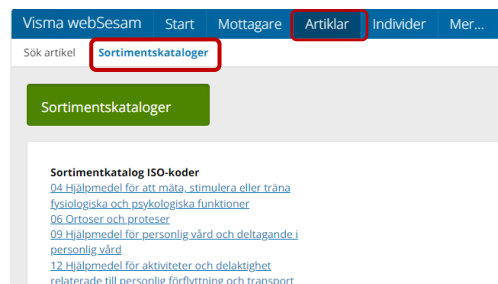 Visma webSesam Start Mottagare Artiklar Individer Mer...
Sök artikel Sortimentskataloger
Sortimentskataloger
Sortimentkatalog ISO-koder
04 Hjälpmedel för att mäta, stimulera eller träna
fysiologiska och psykologiska funktioner
06 Ortoser och proteser
09 Hjälpmedel för personlig vård och deltagande i
personlig vård
12 Hjälpmedel för aktiviteter och delaktighet
relaterade till personlig förflyttning och transport